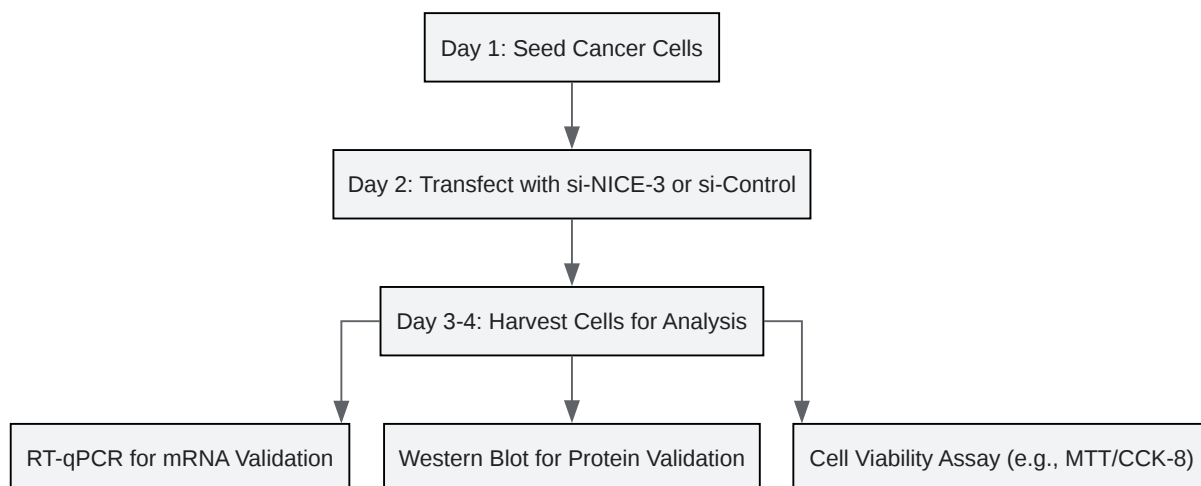 Day 1: Seed Cancer Cells
Day 2: Transfect with si-NICE-3 or si-Control
Day 3-4: Harvest Cells for Analysis
RT-qPCR for mRNA Validation
Western Blot for Protein Validation
Cell Viability Assay (e.g., MTT/CCK-8)